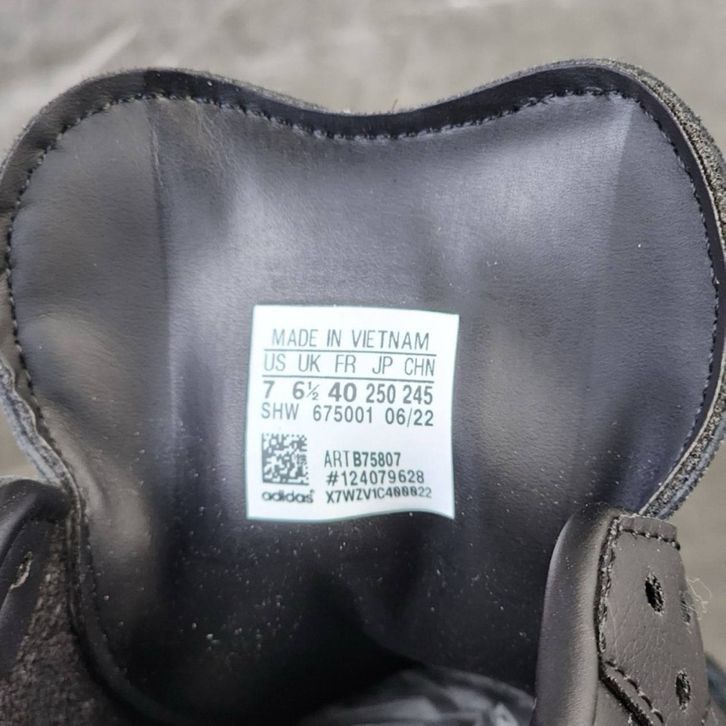 MADE IN VIETNAM
US UK FR JP CHN
7 6½ 40 250 245
SHW 675001 06/22
ART B75807
#124079628
adidas X7WZV1C400022